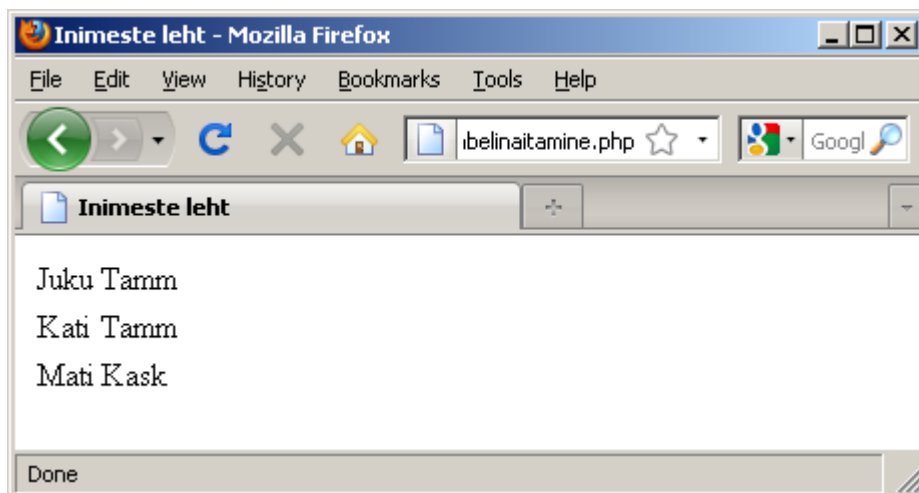 Inimeste leht - Mozilla Firefox
File Edit View History Bookmarks Tools Help
belinaitamine.php Googl
Inimeste leht
Juku Tamm
Kati Tamm
Mati Kask
Done